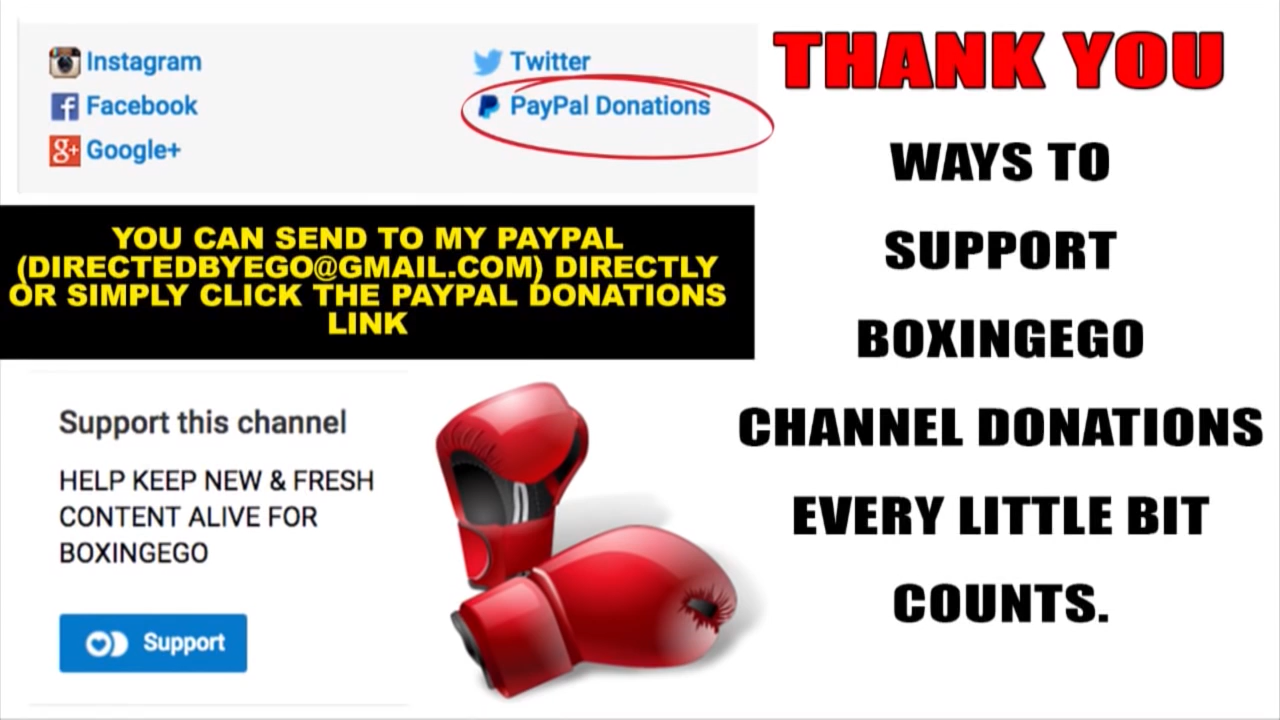 Instagram
Twitter
Facebook
PayPal Donations
Google+
YOU CAN SEND TO MY PAYPAL
(DIRECTEDBYEGO@GMAIL.COM) DIRECTLY
OR SIMPLY CLICK THE PAYPAL DONATIONS
LINK
Support this channel
HELP KEEP NEW & FRESH
CONTENT ALIVE FOR
BOXINGEGO
Support
THANK YOU
WAYS TO
SUPPORT
BOXINGEGO
CHANNEL DONATIONS
EVERY LITTLE BIT
COUNTS.